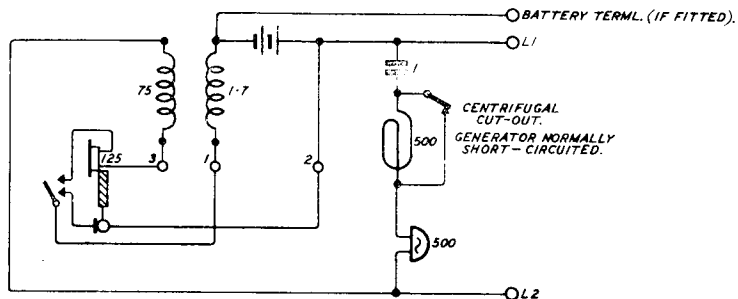 BATTERY TERML. (IF FITTED).
L1
75
1·7
1
CENTRIFUGAL
CUT-OUT.
GENERATOR NORMALLY
SHORT-CIRCUITED.
500
125
3
1
2
500
L2